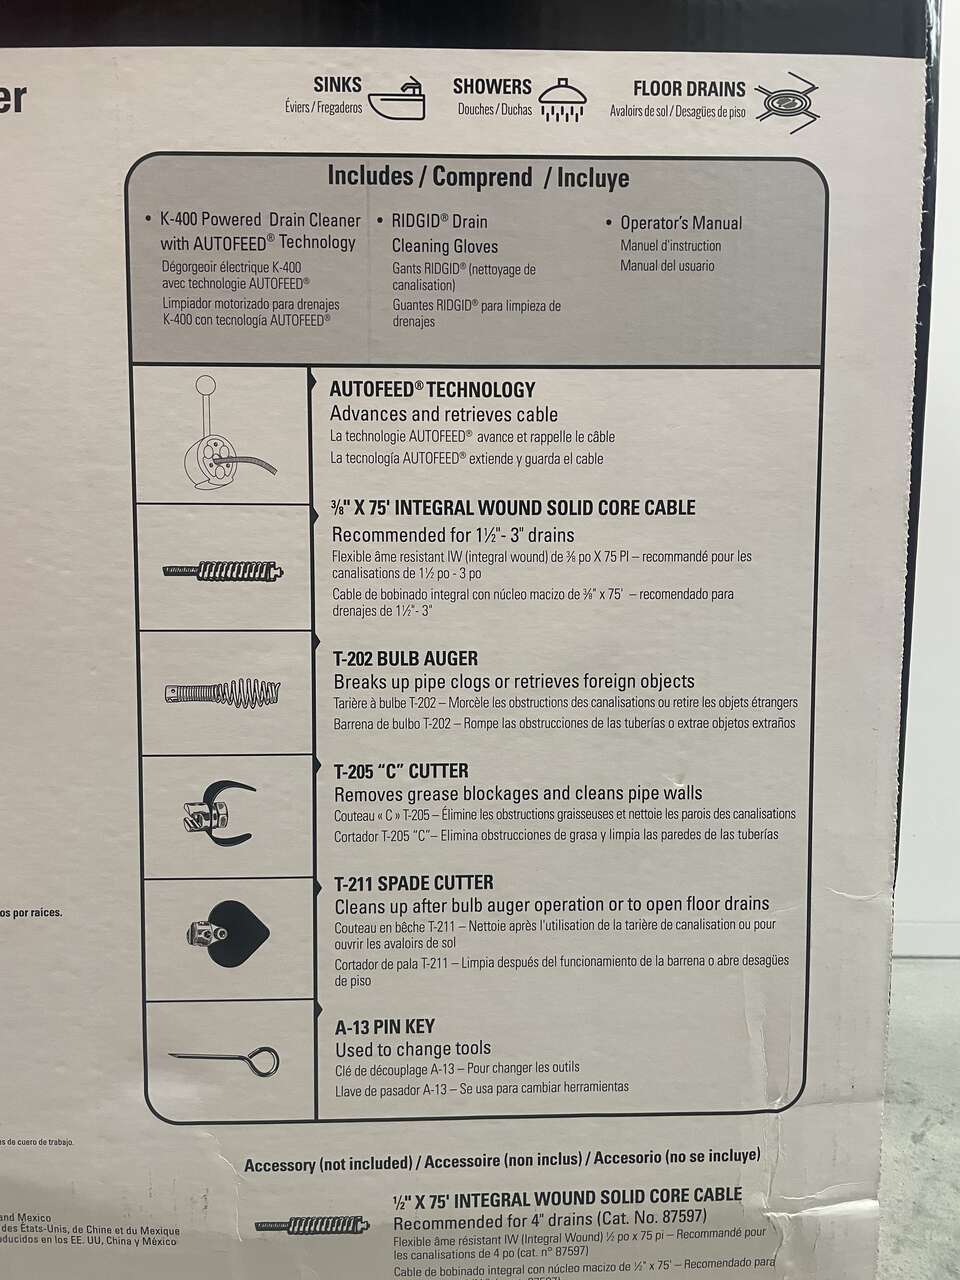 er
SINKS
Éviers / Fregaderos
SHOWERS
Douches / Duchas
FLOOR DRAINS
Avaloirs de sol / Desagües de piso
Includes / Comprend / Incluye
• K-400 Powered Drain Cleaner
with AUTOFEED® Technology
Dégorgeoir électrique K-400
avec technologie AUTOFEED®
Limpiador motorizado para drenajes
K-400 con tecnología AUTOFEED®
• RIDGID® Drain
Cleaning Gloves
Gants RIDGID® (nettoyage de
canalisation)
Guantes RIDGID® para limpieza de
drenajes
• Operator's Manual
Manuel d'instruction
Manual del usuario
AUTOFEED® TECHNOLOGY
Advances and retrieves cable
La technologie AUTOFEED® avance et rappelle le câble
La tecnología AUTOFEED® extiende y guarda el cable
⅜" X 75' INTEGRAL WOUND SOLID CORE CABLE
Recommended for 1½"- 3" drains
Flexible âme resistant IW (integral wound) de ⅜ po X 75 PI – recommandé pour les
canalisations de 1½ po - 3 po
Cable de bobinado integral con núcleo macizo de ⅜" x 75' – recomendado para
drenajes de 1½"- 3"
T-202 BULB AUGER
Breaks up pipe clogs or retrieves foreign objects
Tarière à bulbe T-202 – Morcèle les obstructions des canalisations ou retire les objets étrangers
Barrena de bulbo T-202 – Rompe las obstrucciones de las tuberías o extrae objetos extraños
T-205 “C” CUTTER
Removes grease blockages and cleans pipe walls
Couteau « C » T-205 – Élimine les obstructions graisseuses et nettoie les parois des canalisations
Cortador T-205 “C”– Elimina obstrucciones de grasa y limpia las paredes de las tuberías
T-211 SPADE CUTTER
Cleans up after bulb auger operation or to open floor drains
Couteau en bêche T-211 – Nettoie après l'utilisation de la tarière de canalisation ou pour
ouvrir les avaloirs de sol
Cortador de pala T-211 – Limpia después del funcionamiento de la barrena o abre desagües
de piso
os por raíces.
A-13 PIN KEY
Used to change tools
Clé de découplage A-13 – Pour changer les outils
Llave de pasador A-13 – Se usa para cambiar herramientas
s de cuero de trabajo.
Accessory (not included) / Accessoire (non inclus) / Accesorio (no se incluye)
½" X 75' INTEGRAL WOUND SOLID CORE CABLE
Recommended for 4" drains (Cat. No. 87597)
Flexible âme résistant IW (Integral Wound) ½ po x 75 pi – Recommandé pour
les canalisations de 4 po (cat. n° 87597)
Cable de bobinado integral con núcleo macizo de ½" x 75' – Recomendado para
and Mexico
des États-Unis, de Chine et du Mexique
ducidos en los EE. UU, China y México